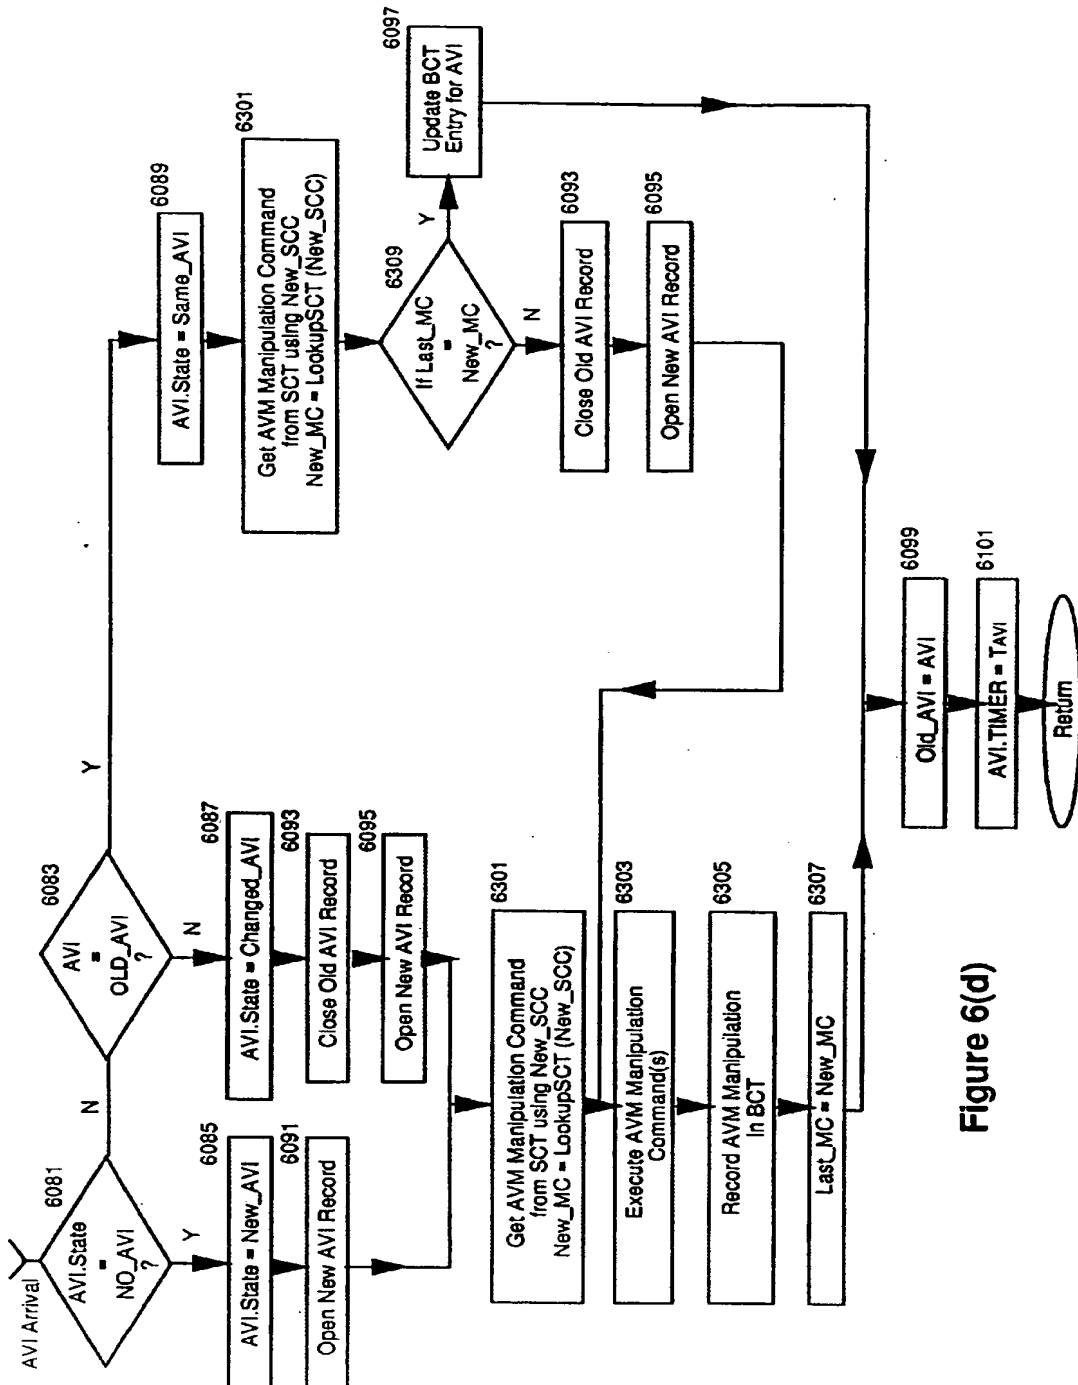 AVI Arrival
6081
AVI.State
=
NO_AVI
?
N
Y
6083
AVI
=
OLD_AVI
?
Y
N
6085
AVI.State = New_AVI
6091
Open New AVI Record
6087
AVI.State = Changed_AVI
6093
Close Old AVI Record
6095
Open New AVI Record
6089
AVI.State = Same_AVI
6301
Get AVM Manipulation Command
from SCT using New_SCC
New_MC = LookupSCT (New_SCC)
6309
If Last_MC
=
New_MC
?
Y
N
6097
Update BCT
Entry for AVI
6093
Close Old AVI Record
6095
Open New AVI Record
6301
Get AVM Manipulation Command
from SCT using New_SCC
New_MC = LookupSCT (New_SCC)
6303
Execute AVM Manipulation
Command(s)
6305
Record AVM Manipulation
In BCT
6307
Last_MC = New_MC
6099
Old_AVI = AVI
6101
AVI.TIMER = TAVI
Return
Figure 6(d)